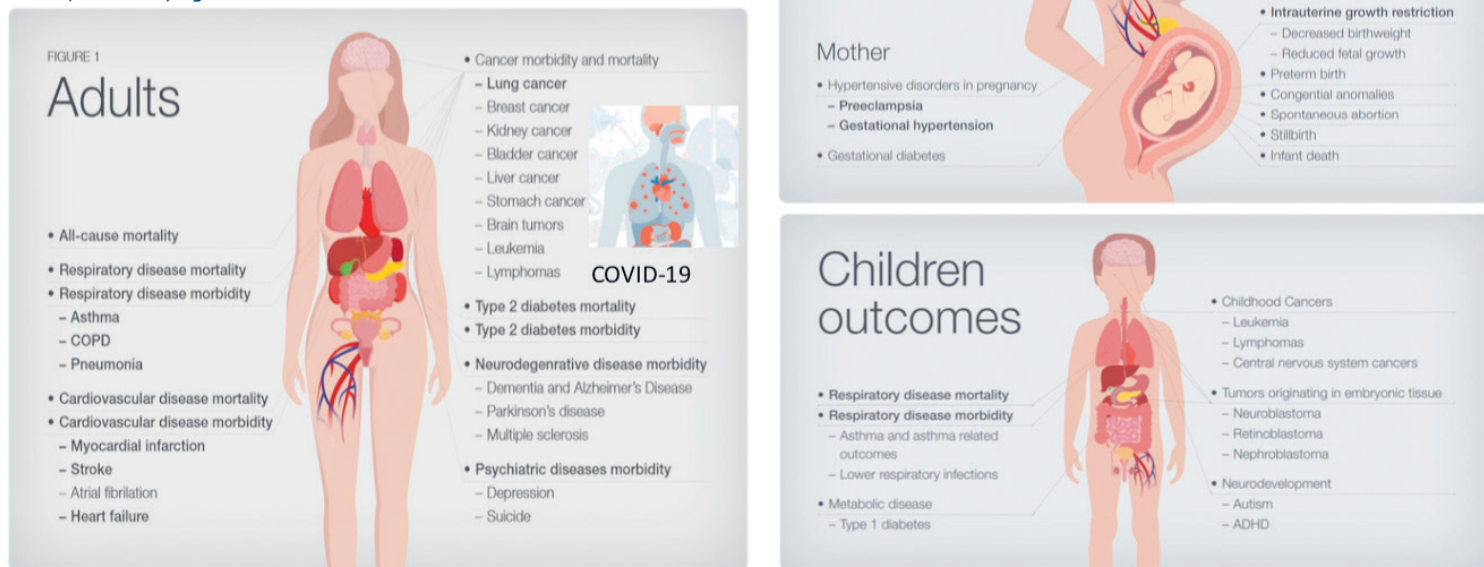 FIGURE 1
Adults
• All-cause mortality
• Respiratory disease mortality
• Respiratory disease morbidity
– Asthma
– COPD
– Pneumonia
• Cardiovascular disease mortality
• Cardiovascular disease morbidity
– Myocardial infarction
– Stroke
– Atrial fibrilation
– Heart failure
• Cancer morbidity and mortality
– Lung cancer
– Breast cancer
– Kidney cancer
– Bladder cancer
– Liver cancer
– Stomach cancer
– Brain tumors
– Leukemia
– Lymphomas
COVID-19
• Type 2 diabetes mortality
• Type 2 diabetes morbidity
• Neurodegenrative disease morbidity
– Dementia and Alzheimer's Disease
– Parkinson's disease
– Multiple sclerosis
• Psychiatric diseases morbidity
– Depression
– Suicide
Mother
• Hypertensive disorders in pregnancy
– Preeclampsia
– Gestational hypertension
• Gestational diabetes
• Intrauterine growth restriction
– Decreased birthweight
– Reduced fetal growth
• Preterm birth
• Congential anomalies
• Spontaneous abortion
• Stillbirth
• Infant death
Children
outcomes
• Respiratory disease mortality
• Respiratory disease morbidity
– Asthma and asthma related
outcomes
– Lower respiratory infections
• Metabolic disease
– Type 1 diabetes
• Childhood Cancers
– Leukemia
– Lymphomas
– Central nervous system cancers
• Tumors originating in embryonic tissue
– Neuroblastoma
– Retinoblastoma
– Nephroblastoma
• Neurodevelopment
– Autism
– ADHD